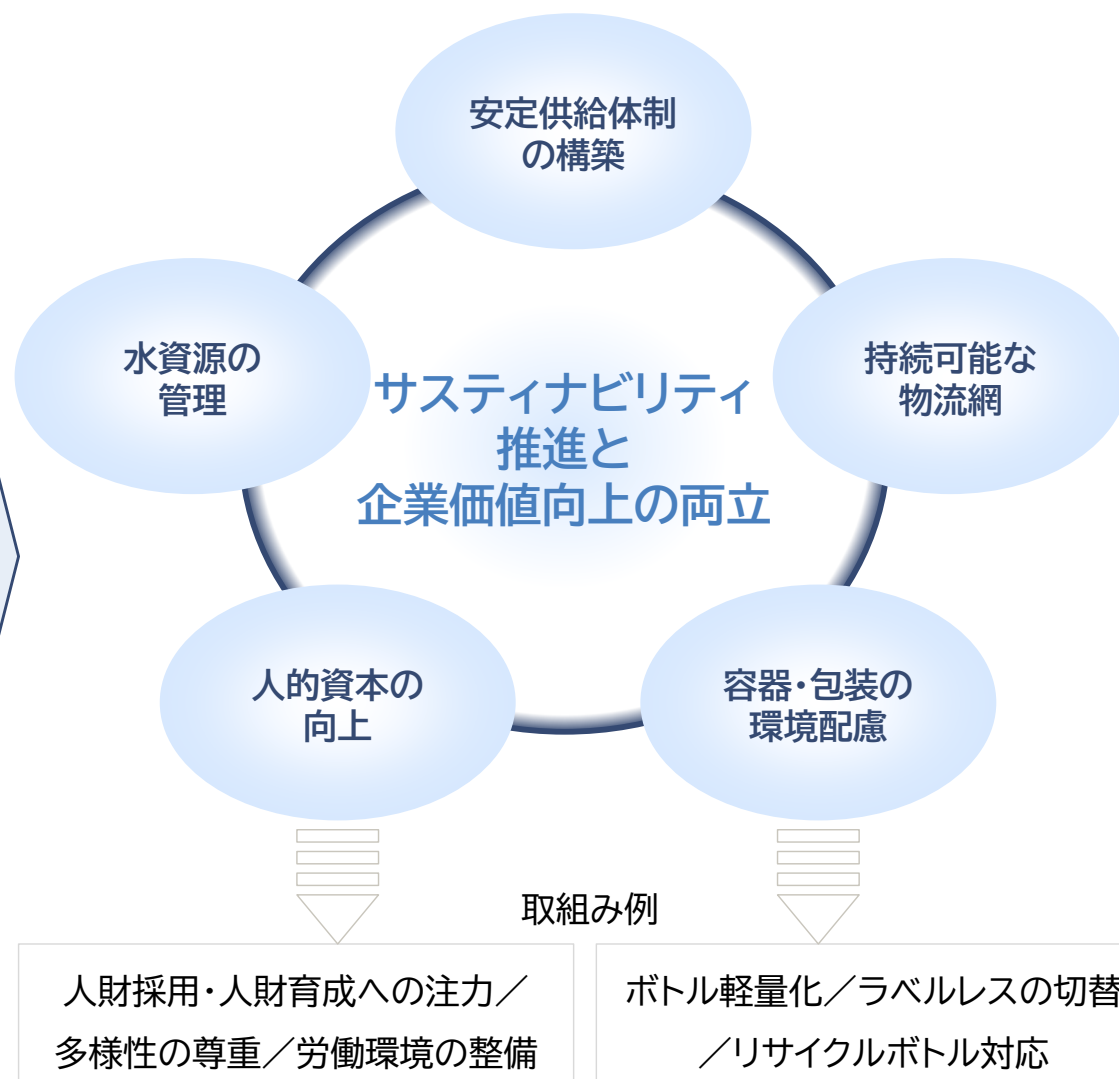 安定供給体制
の構築
水資源の
管理
持続可能な
物流網
サスティナビリティ
推進と
企業価値向上の両立
人的資本の
向上
容器・包装の
環境配慮
取組み例
人財採用・人財育成への注力／
多様性の尊重／労働環境の整備
ボトル軽量化／ラベルレスの切替
／リサイクルボトル対応